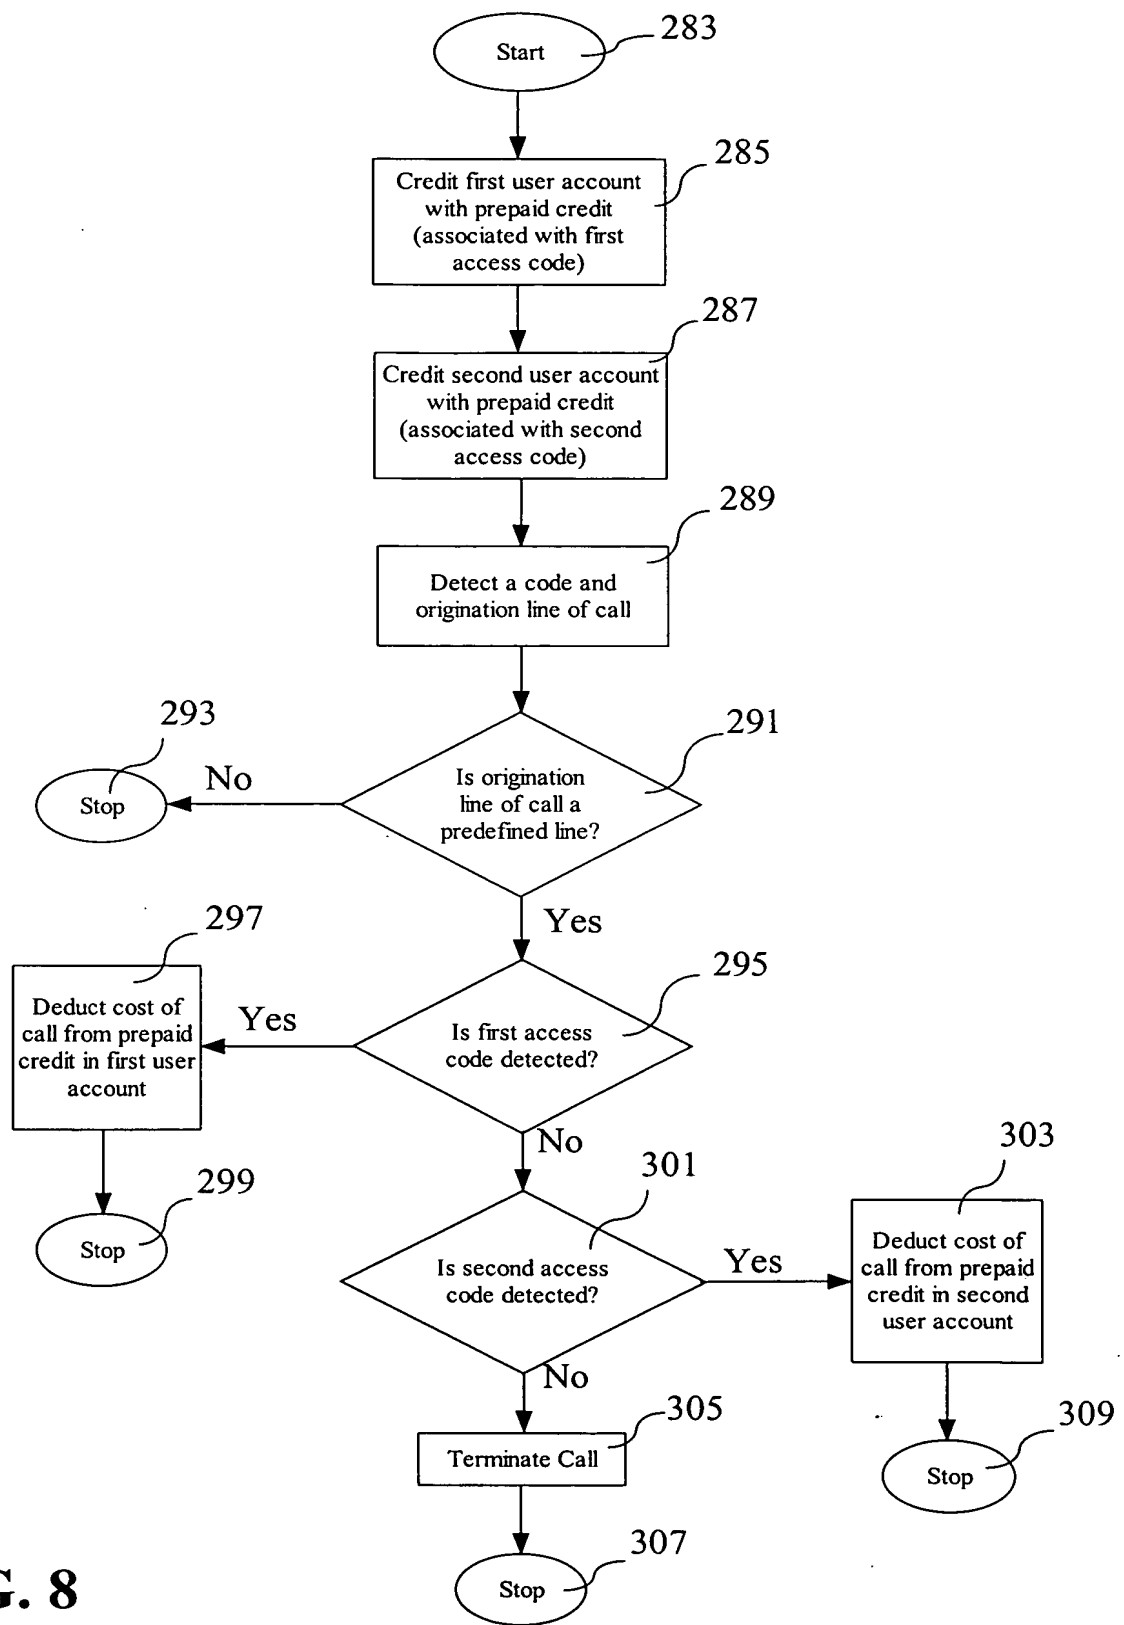 283
Start
285
Credit first user account
with prepaid credit
(associated with first
access code)
287
Credit second user account
with prepaid credit
(associated with second
access code)
289
Detect a code and
origination line of call
291
Is origination
line of call a
predefined line?
293
No
Stop
Yes
295
Is first access
code detected?
297
Yes
Deduct cost of
call from prepaid
credit in first user
account
299
Stop
No
301
Is second access
code detected?
Yes
303
Deduct cost of
call from prepaid
credit in second
user account
No
305
Terminate Call
309
Stop
307
Stop
G. 8